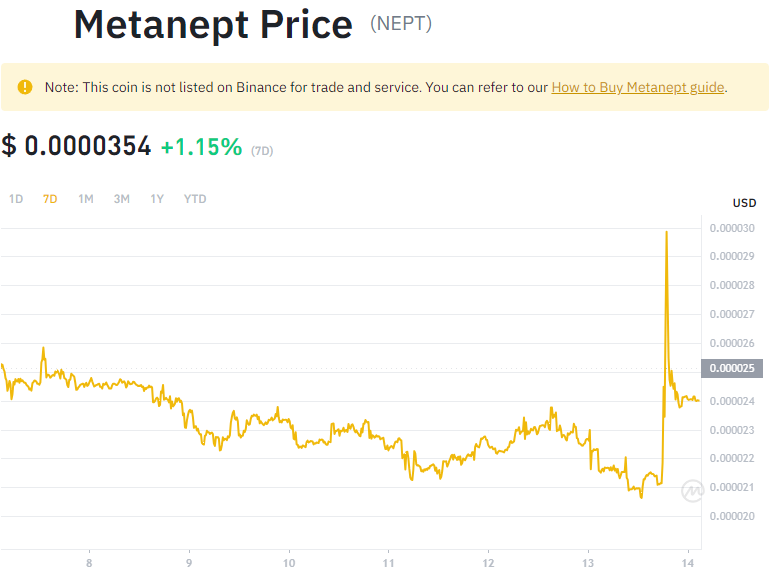 Metanept Price (NEPT)
Note: This coin is not listed on Binance for trade and service. You can refer to our How to Buy Metanept guide.
$ 0.0000354 +1.15% (7D)
1D 7D 1M 3M 1Y YTD
USD
0.000030
0.000029
0.000028
0.000027
0.000026
0.000025
0.000024
0.000023
0.000022
0.000021
0.000020
8 9 10 11 12 13 14